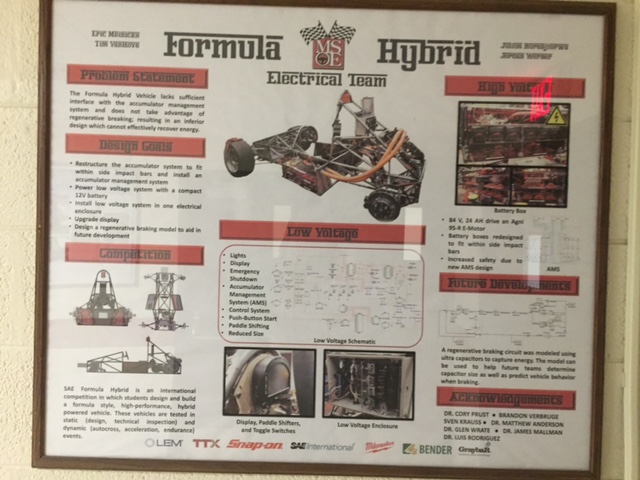 Formula Hybrid
MS
OE
Electrical Team
Problem Statement
The Formula Hybrid Vehicle lacks sufficient
interface with the accumulator management
system and does not take advantage of
regenerative breaking; resulting in an inferior
design which cannot effectively recover energy.
Design Goals
• Restructure the accumulator system to fit
within side impact bars and install an
accumulator management system
• Power low voltage system with a compact
12V battery
• Install low voltage system in one electrical
enclosure
• Upgrade display
• Design a regenerative braking model to aid in
future development
Competition
SAE Formula Hybrid is an international
competition in which students design and build
a formula style, high-performance, hybrid
powered vehicle. These vehicles are tested in
static (design, technical inspection) and
dynamic (autocross, acceleration, endurance)
events.
Low Voltage
• Lights
• Display
• Emergency
Shutdown
• Accumulator
Management
System (AMS)
• Control System
• Push-Button Start
• Paddle Shifting
• Reduced Size
Low Voltage Schematic
Display, Paddle Shifters,
and Toggle Switches
Low Voltage Enclosure
High Voltage
Battery Box
• 84 V, 24 AH drive an Agni
95-R E-Motor
• Battery boxes redesigned
to fit within side impact
bars
• Increased safety due to
new AMS design
AMS
Future Developments
A regenerative braking circuit was modeled using
ultra capacitors to capture energy. The model can
be used to help future teams determine
capacitor size as well as predict vehicle behavior
when braking.
Acknowledgements
DR. CORY PRUST • BRANDON VERBRUGE
SVEN KRAUSS • DR. MATTHEW ANDERSON
DR. GLEN WRATE • DR. JAMES MALLMAN
DR. LUIS RODRIGUEZ
LEM TTX Snap-on SAE International Milwaukee BENDER Graybar